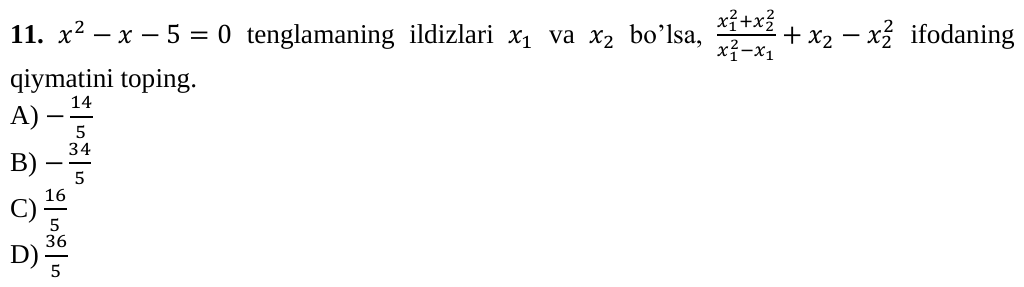 11. x² − x − 5 = 0 tenglamaning ildizlari x₁ va x₂ bo’lsa, (x₁²+x₂²)/(x₁²−x₁) + x₂ − x₂² ifodaning
qiymatini toping.
A) −14/5
B) −34/5
C) 16/5
D) 36/5